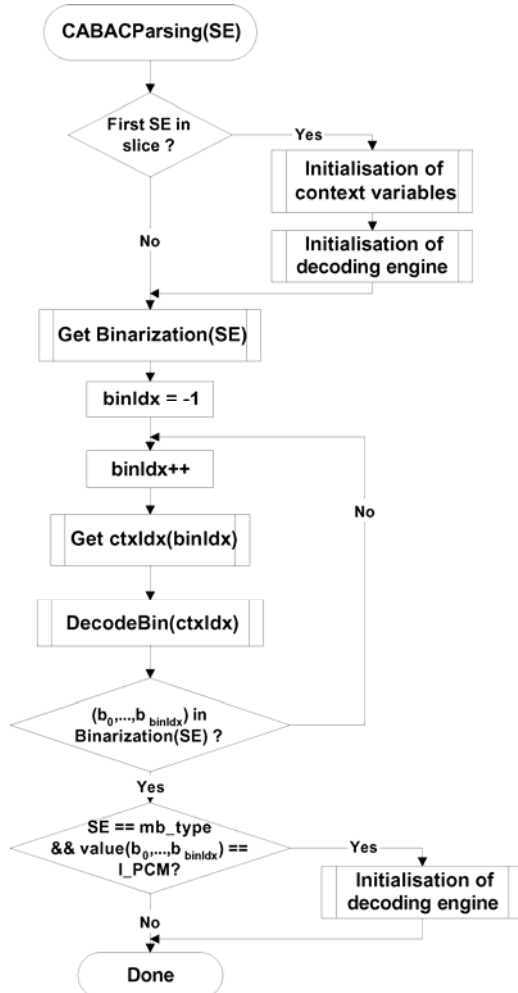 CABACParsing(SE)
First SE in
slice ?
Yes
Initialisation of
context variables
No
Initialisation of
decoding engine
Get Binarization(SE)
binIdx = -1
binIdx++
No
Get ctxIdx(binIdx)
DecodeBin(ctxIdx)
(b0,...,b binIdx) in
Binarization(SE) ?
Yes
SE == mb_type
&& value(b0,...,b binIdx) ==
I_PCM?
Yes
Initialisation of
decoding engine
No
Done